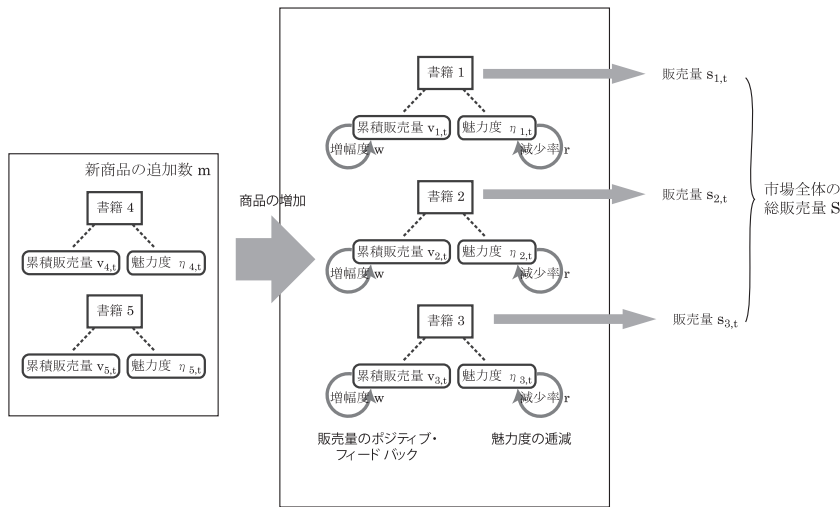 新商品の追加数 m
書籍 4
累積販売量 v4,t
魅力度 η4,t
書籍 5
累積販売量 v5,t
魅力度 η5,t
商品の増加
書籍 1
累積販売量 v1,t
魅力度 η1,t
増幅度 w
減少率 r
書籍 2
累積販売量 v2,t
魅力度 η2,t
増幅度 w
減少率 r
書籍 3
累積販売量 v3,t
魅力度 η3,t
増幅度 w
減少率 r
販売量のポジティブ・
フィードバック
魅力度の逓減
販売量 s1,t
販売量 s2,t
販売量 s3,t
市場全体の
総販売量 S